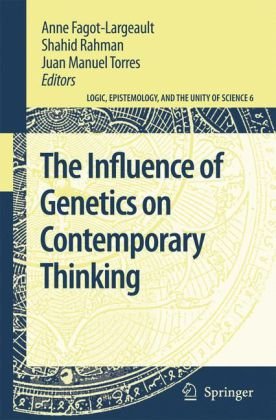 Anne Fagot-Largeault
Shahid Rahman
Juan Manuel Torres
Editors
LOGIC, EPISTEMOLOGY, AND THE UNITY OF SCIENCE 6
The Influence of
Genetics on
Contemporary
Thinking
Springer